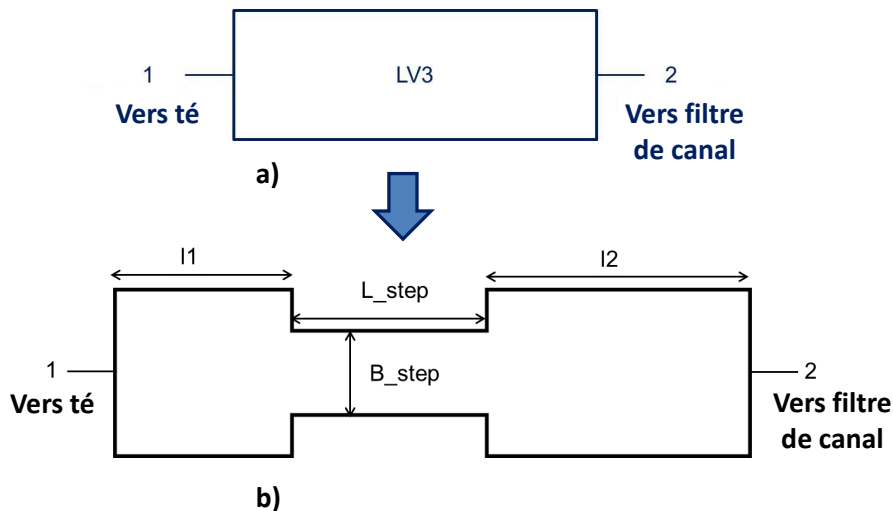 1
LV3
2
Vers té
Vers filtre
de canal
a)
l1
l2
L_step
1
B_step
2
Vers té
Vers filtre
de canal
b)